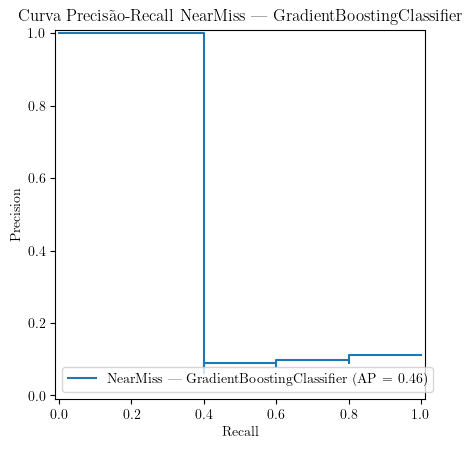 Curva Precisão-Recall NearMiss — GradientBoostingClassifier
1.0
0.8
0.6
0.4
0.2
0.0
Precision
NearMiss — GradientBoostingClassifier (AP = 0.46)
0.0 0.2 0.4 0.6 0.8 1.0
Recall